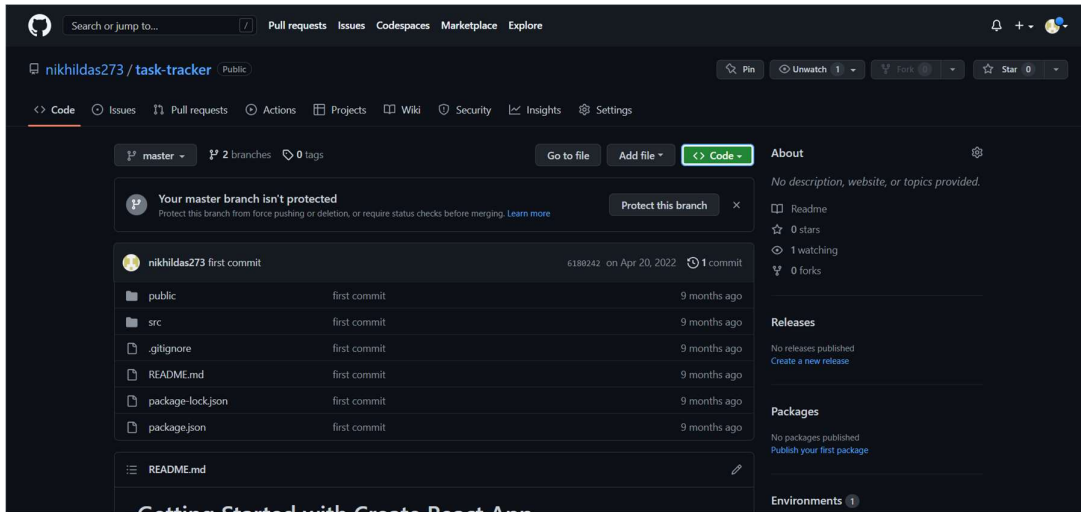 Search or jump to... /
Pull requests Issues Codespaces Marketplace Explore
nikhildas273 / task-tracker Public
Pin Unwatch 1 Fork 0 Star 0
<> Code Issues Pull requests Actions Projects Wiki Security Insights Settings
master 2 branches 0 tags Go to file Add file <> Code
Your master branch isn't protected
Protect this branch from force pushing or deletion, or require status checks before merging. Learn more
Protect this branch
nikhildas273 first commit 6180242 on Apr 20, 2022 1 commit
public first commit 9 months ago
src first commit 9 months ago
.gitignore first commit 9 months ago
README.md first commit 9 months ago
package-lock.json first commit 9 months ago
package.json first commit 9 months ago
README.md
Getting Started with Create React App
About
No description, website, or topics provided.
Readme
0 stars
1 watching
0 forks
Releases
No releases published
Create a new release
Packages
No packages published
Publish your first package
Environments 1